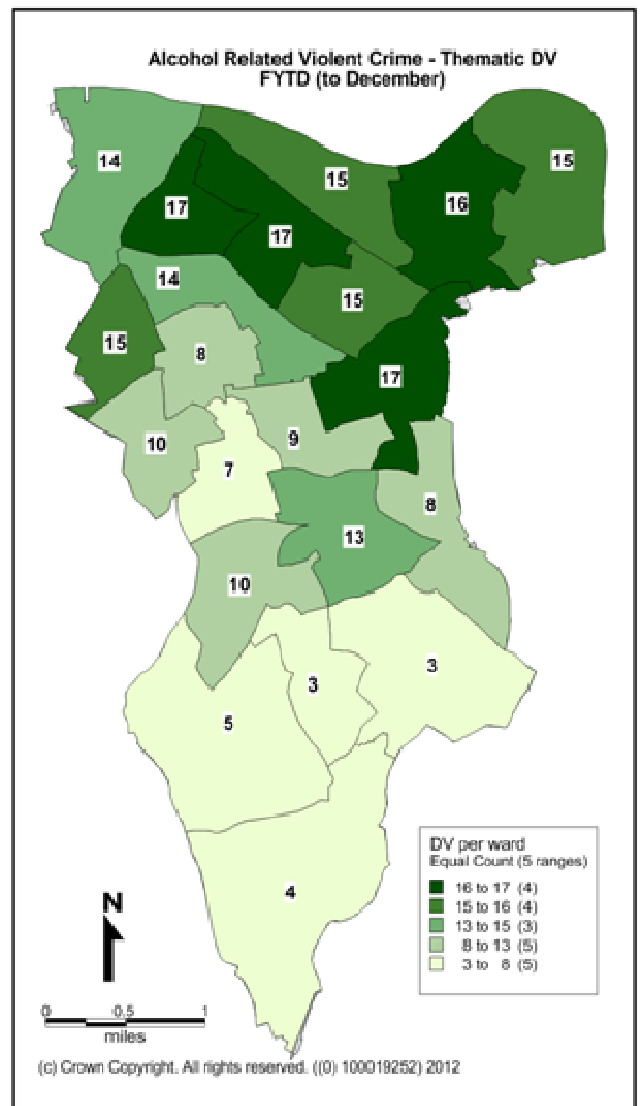 Alcohol Related Violent Crime - Thematic DV
FYTD (to December)
14
15
15
17
16
17
14
15
15
8
17
10
9
7
8
13
10
3
3
5
4
DV per ward
Equal Count (5 ranges)
16 to 17 (4)
15 to 16 (4)
13 to 15 (3)
8 to 13 (5)
3 to 8 (5)
N
0 0.5 1
miles
(c) Crown Copyright. All rights reserved. ((0) 100019252) 2012